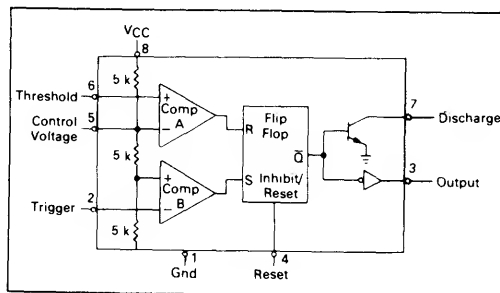 VCC
8
5 k
6
Threshold
+
Comp
A
−
5
Control
Voltage
R
Flip
Flop
Q̅
7
Discharge
5 k
+
Comp
B
−
S
Inhibit/
Reset
3
Output
2
Trigger
5 k
1
Gnd
4
Reset